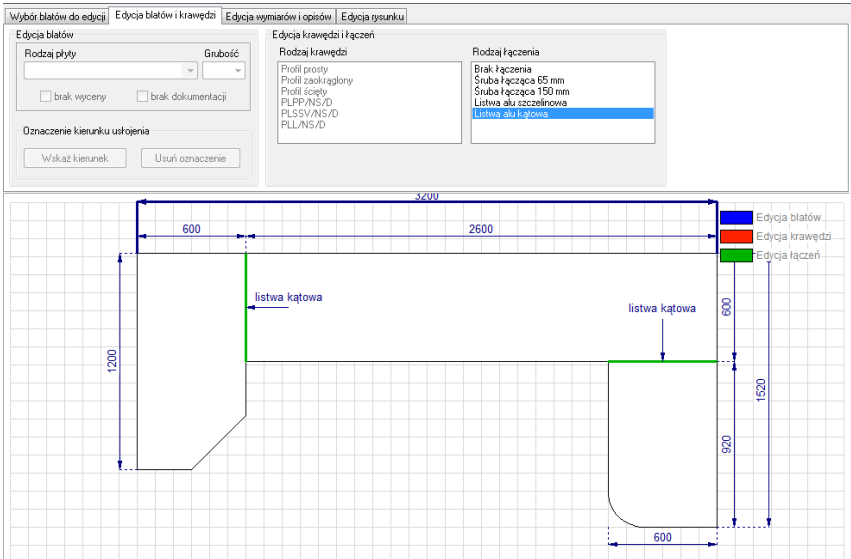 Wybór blatów do edycji Edycja blatów i krawędzi Edycja wymiarów i opisów Edycja rysunku
Edycja blatów
Rodzaj płyty Grubość
brak wyceny brak dokumentacji
Oznaczenie kierunku usłojenia
Wskaż kierunek Usuń oznaczenie
Edycja krawędzi i łączeń
Rodzaj krawędzi
Profil prosty
Profil zaokrąglony
Profil ścięty
PLPP/NS/D
PLSSV/NS/D
PLL/NS/D
Rodzaj łączenia
Brak łączenia
Śruba łącząca 65 mm
Śruba łącząca 150 mm
Listwa alu szczelinowa
Listwa alu kątowa
3200
600 2600
Edycja blatów
Edycja krawędzi
Edycja łączeń
listwa kątowa
listwa kątowa
600
1200
1520
920
600